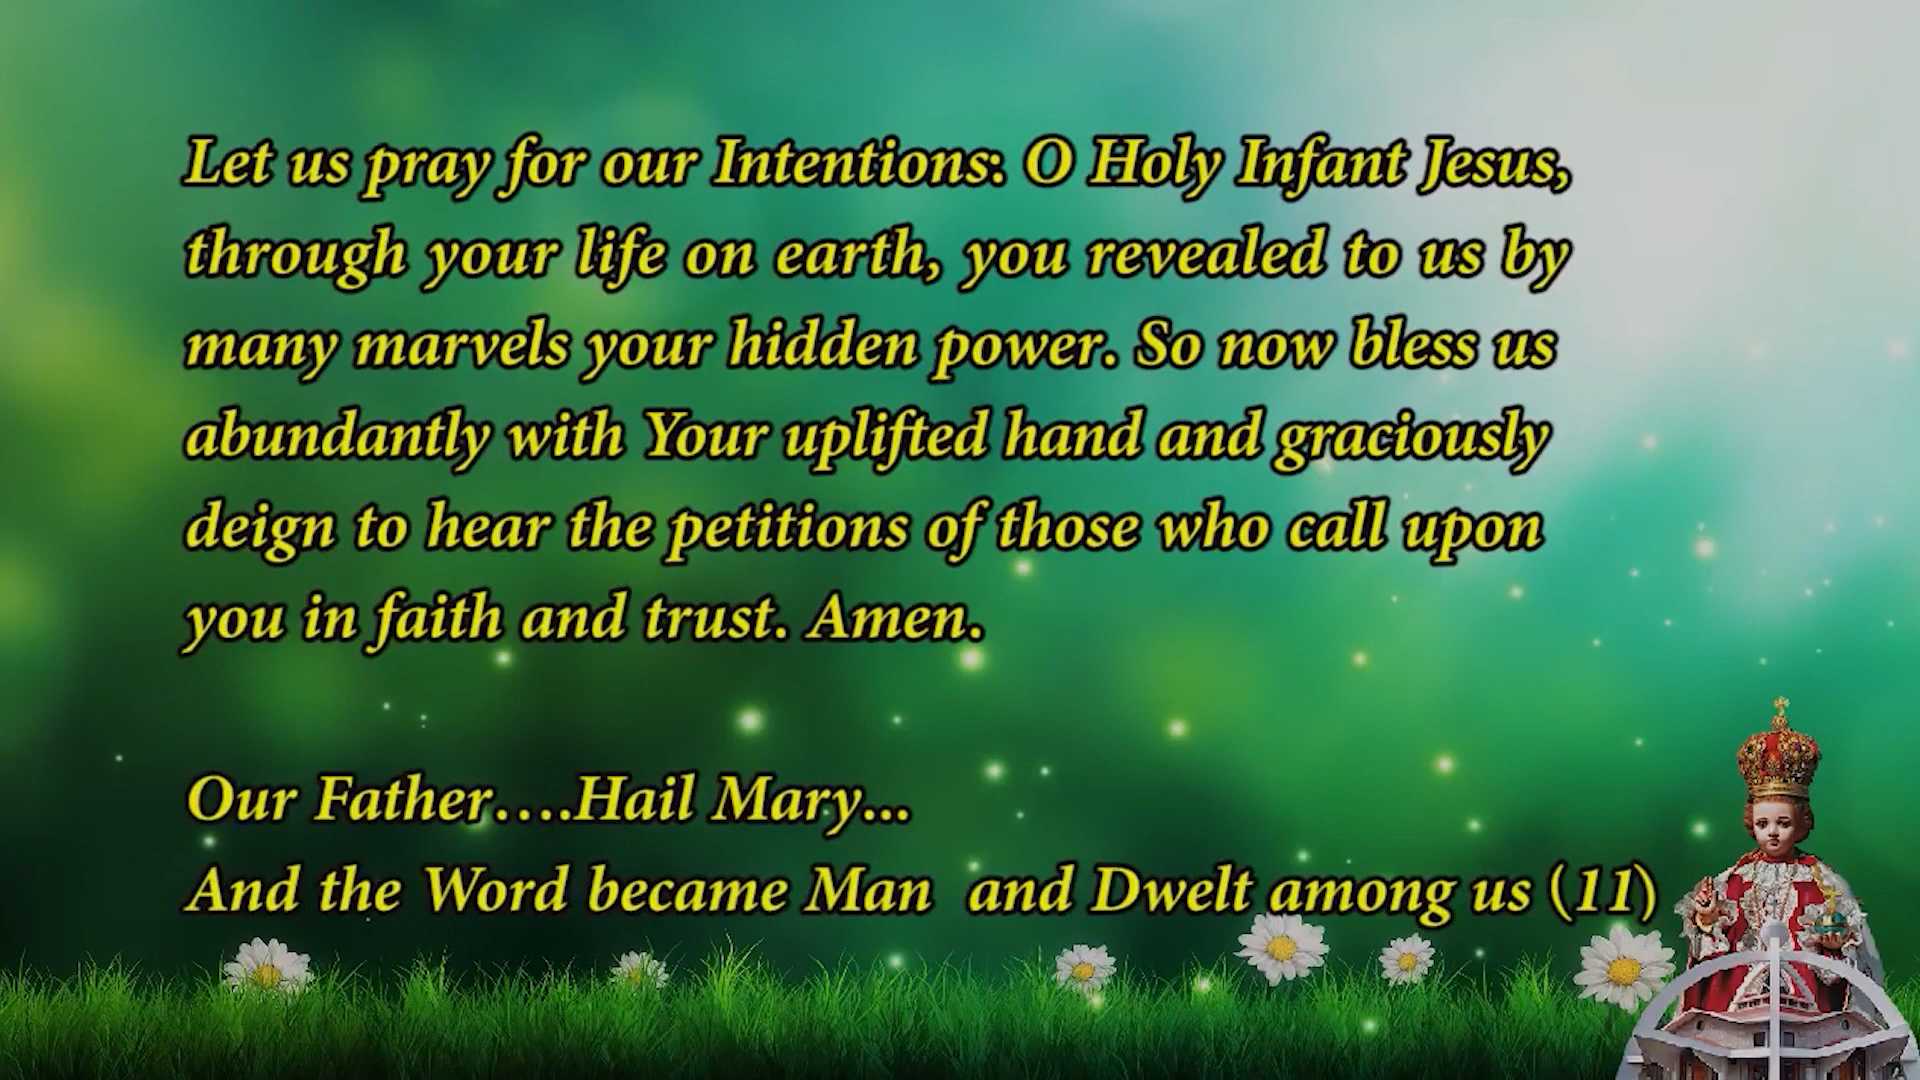 Let us pray for our Intentions: O Holy Infant Jesus,
through your life on earth, you revealed to us by
many marvels your hidden power. So now bless us
abundantly with Your uplifted hand and graciously
deign to hear the petitions of those who call upon
you in faith and trust. Amen.
Our Father….Hail Mary...
And the Word became Man  and Dwelt among us (11)